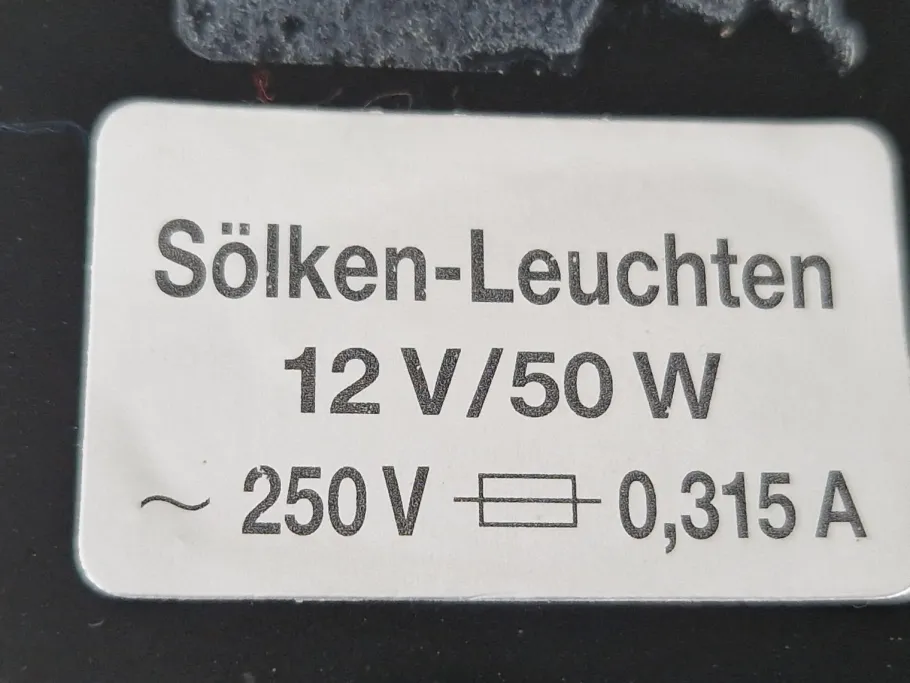 Sölken-Leuchten
12 V/50 W
~ 250 V 0,315 A